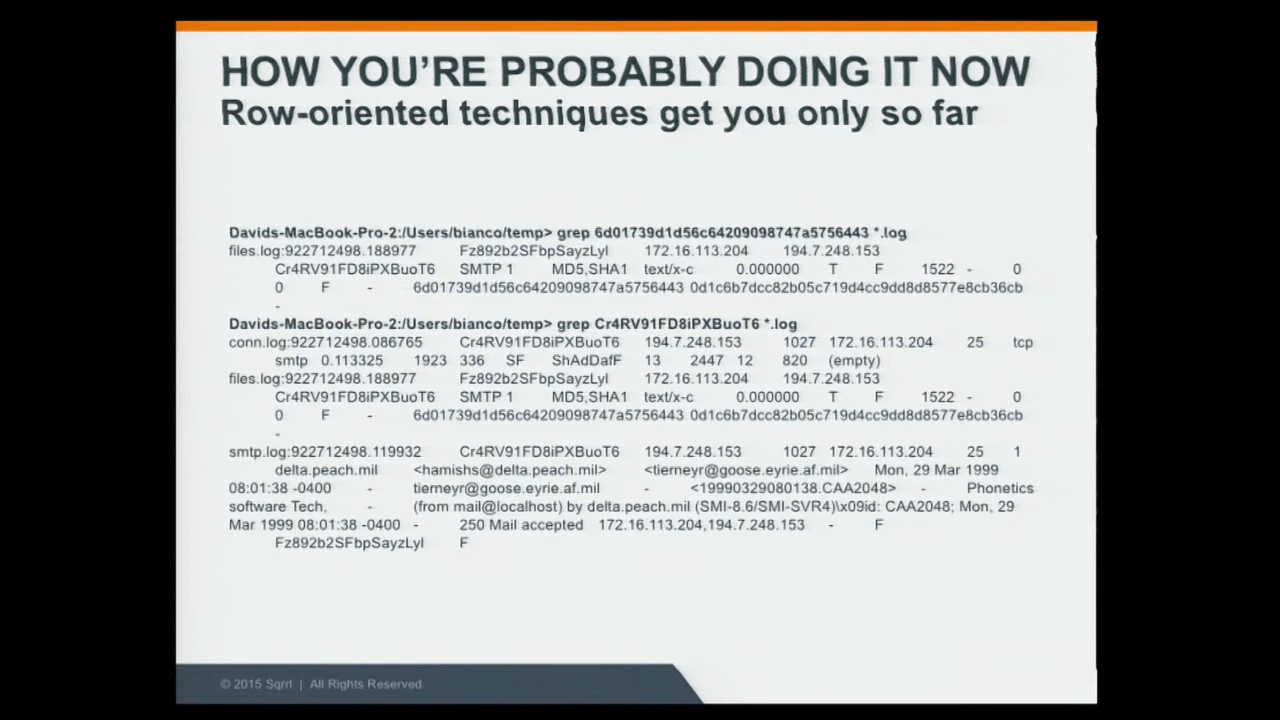 HOW YOU'RE PROBABLY DOING IT NOW
Row-oriented techniques get you only so far
Davids-MacBook-Pro-2:/Users/bianco/temp> grep 6d01739d1d56c64209098747a5756443 *.log
files.log:922712498.188977 Fz892b2SFbpSayzLyl 172.16.113.204 194.7.248.153
Cr4RV91FD8iPXBuoT6 SMTP 1 MD5,SHA1 text/x-c 0.000000 T F 1522 - 0
0 F - 6d01739d1d56c64209098747a5756443 0d1c6b7dcc82b05c719d4cc9dd8d8577e8cb36cb
-
Davids-MacBook-Pro-2:/Users/bianco/temp> grep Cr4RV91FD8iPXBuoT6 *.log
conn.log:922712498.086765 Cr4RV91FD8iPXBuoT6 194.7.248.153 1027 172.16.113.204 25 tcp
smtp 0.113325 1923 336 SF ShAdDafF 13 2447 12 820 (empty)
files.log:922712498.188977 Fz892b2SFbpSayzLyl 172.16.113.204 194.7.248.153
Cr4RV91FD8iPXBuoT6 SMTP 1 MD5,SHA1 text/x-c 0.000000 T F 1522 - 0
0 F - 6d01739d1d56c64209098747a5756443 0d1c6b7dcc82b05c719d4cc9dd8d8577e8cb36cb
-
smtp.log:922712498.119932 Cr4RV91FD8iPXBuoT6 194.7.248.153 1027 172.16.113.204 25 1
delta.peach.mil <hamishs@delta.peach.mil> <tierneyr@goose.eyrie.af.mil> Mon, 29 Mar 1999
08:01:38 -0400 - tierneyr@goose.eyrie.af.mil - <19990329080138.CAA2048> - Phonetics
software Tech, - (from mail@localhost) by delta.peach.mil (SMI-8.6/SMI-SVR4)\x09id: CAA2048; Mon, 29
Mar 1999 08:01:38 -0400 - 250 Mail accepted 172.16.113.204,194.7.248.153 - F
Fz892b2SFbpSayzLyl F
© 2015 Sqrrl | All Rights Reserved